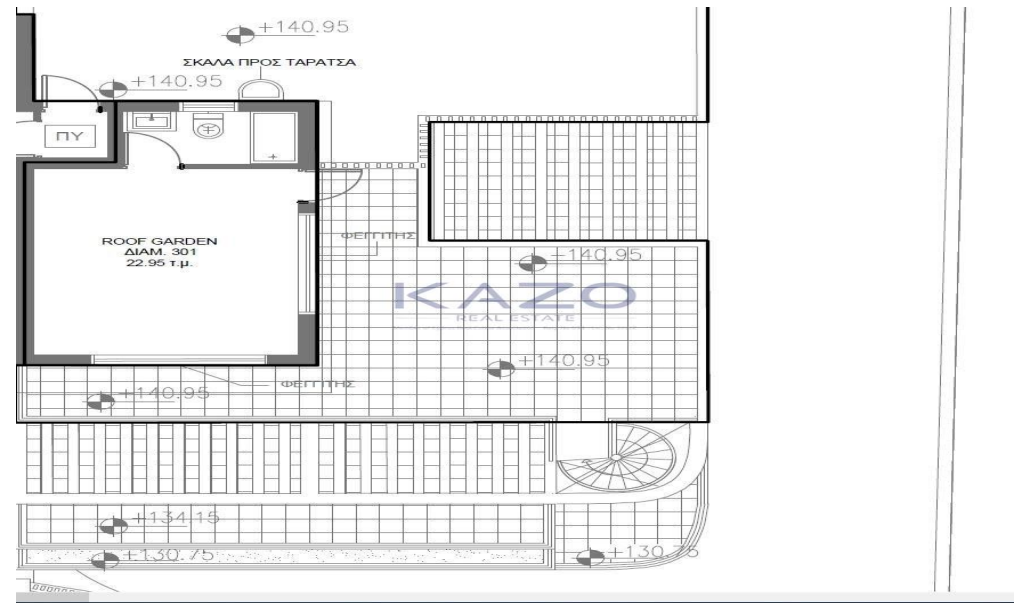 +140.95
ΣΚΑΛΑ ΠΡΟΣ ΤΑΡΑΤΣΑ
+140.95
ΠΥ
ROOF GARDEN
ΔΙΑΜ. 301
22.95 τ.μ.
ΦΕΓΓΙΤΗΣ
+140.95
KAZO
REAL ESTATE
+140.95
ΦΕΓΓΙΤΗΣ
+140.95
+134.15
+130.75
+130.75